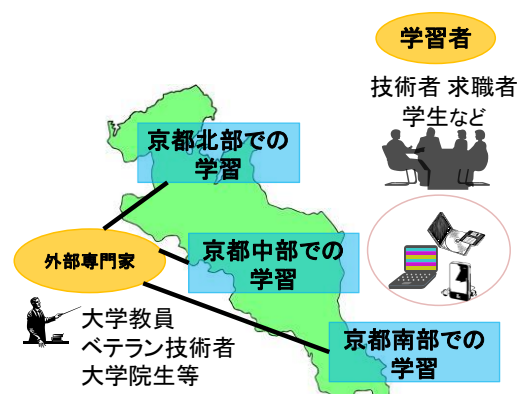 学習者
技術者 求職者
学生など
京都北部での
学習
京都中部での
学習
外部専門家
大学教員
ベテラン技術者
大学院生等
京都南部での
学習